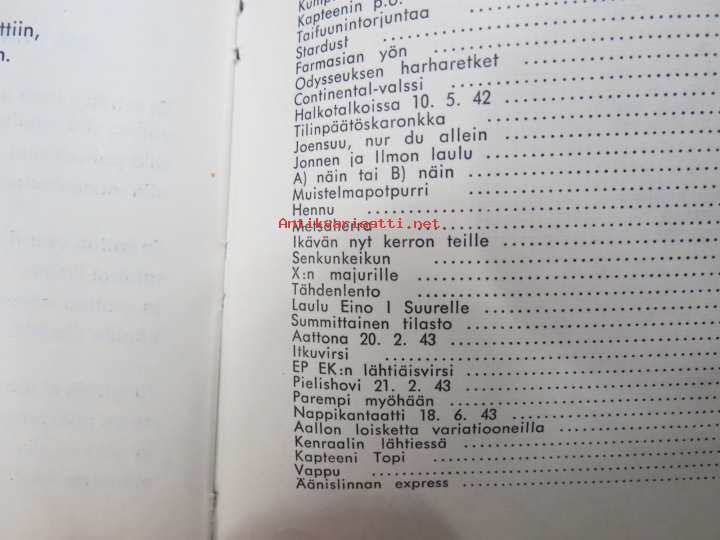 ttiin,
n.
Kapteenin p.o.
Taifuunintorjuntaa
Stardust
Farmasian yön
Odysseuksen harharetket
Continental-valssi
Halkotalkoissa 10. 5. 42
Tilinpäätöskaronkka
Joensuu, nur du allein
Jonnen ja Ilmon laulu
A) näin tai B) näin
Muistelmapotpurri
Hennu
Antikvariaatti.net
Metsäherra
Ikävän nyt kerron teille
Senkunkeikun
X:n majurille
Tähdenlento
Laulu Eino I Suurelle
Summittainen tilasto
Aattona 20. 2. 43
Itkuvirsi
EP EK:n lähtiäisvirsi
Pielishovi 21. 2. 43
Parempi myöhään
Nappikantaatti 18. 6. 43
Aallon loisketta variatiooneilla
Kenraalin lähtiessä
Kapteeni Topi
Vappu
Äänislinnan express